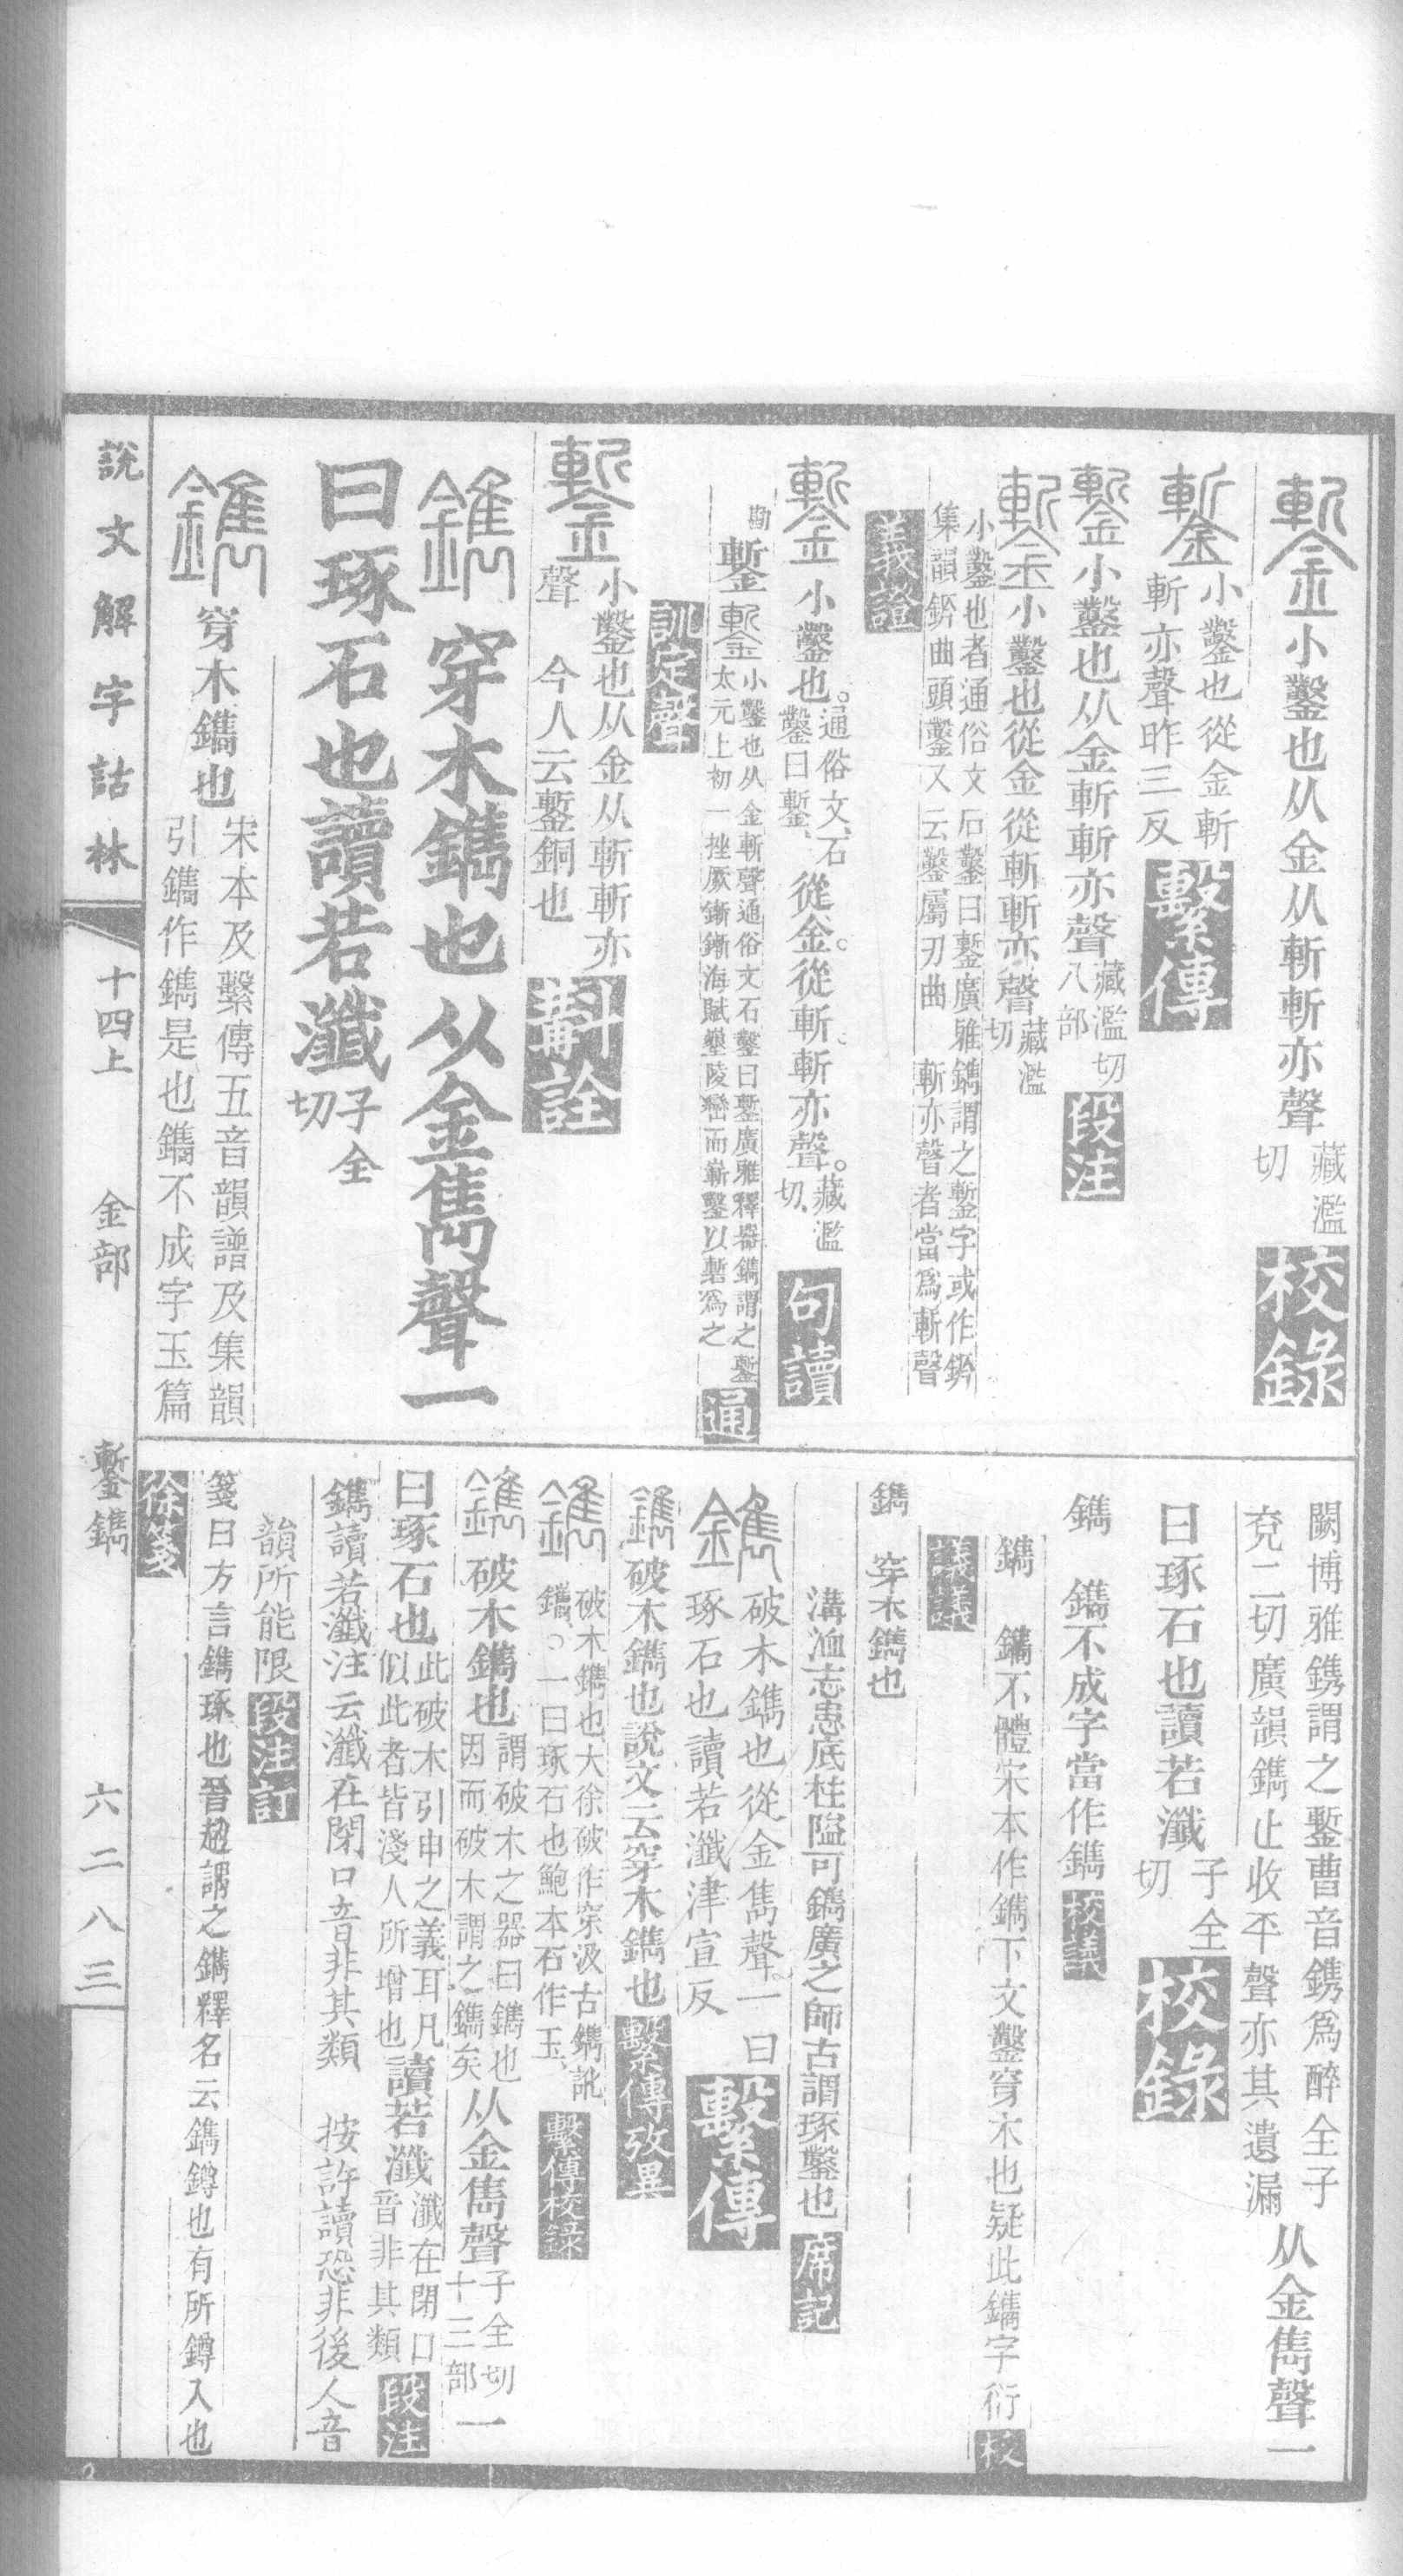 鏨小鑿也从金从斬斬亦聲藏濫切 校錄
鏨小鑿也從金斬斬亦聲昨三反 繫傳
鏨小鑿也从金斬斬亦聲藏濫切八部 段注
鏨小鑿也從金從斬斬亦聲藏濫切
小鑿也者通俗文石鑿曰鏨廣雅鐫謂之鏨字或作䤾
集韻䤾曲頭鑿又云鑿屬刃曲 斬亦聲者當爲斬聲
義證
鏨小鑿也。通俗文、石鑿曰鏨、從金。從斬。斬亦聲。藏濫切、 句讀
勘
鏨 鏨小鑿也从金斬聲通俗文石鑿曰鏨廣雅釋器鐫謂之鏨太元上初一挫厥鏩鏩海賦壟陵巒而嶄鑿以塹爲之 通
訓定聲
鏨小鑿也从金从斬斬亦聲 今人云鏨銅也 斠詮
鐫 穿木鐫也从金雋聲一
曰琢石也讀若瀸子全切
鐫穿木鐫也宋本及繫傳五音韻譜及集韻引鐫作鐫是也鐫不成字玉篇
闕博雅鐫謂之鏨曹音鐫爲醉全子兗二切廣韻鐫止收平聲亦其遺漏从金雋聲一
曰琢石也讀若瀸子全切 校錄
鐫 鐫不成字當作鐫 校議
鐫 鐫不體宋本作鐫下文鑿穿木也疑此鐫字衍 校
議議
鐫 穿木鐫也
溝洫志患底柱隘可鐫廣之師古謂琢鑿也 席記
鐫破木鐫也從金雋聲一曰琢石也讀若瀸津宣反 繫傳
鐫破木鐫也說文云穿木鐫也 繫傳攷異
鐫破木鐫也大徐破作穿汲古鐫訛鐫、○一曰琢石也鮑本石作玉、 繫傳校錄
鐫破木鐫也謂破木之器曰鐫也因而破木謂之鐫矣从金雋聲子全切十三部一
曰琢石也此破木引申之義耳凡似此者皆淺人所增也讀若瀸瀸在閉口音非其類 段注
鐫讀若瀸注云瀸在閉口音非其類 按許讀恐非後人音
韻所能限 段注訂
箋曰方言鐫琢也晉趙謂之鐫釋名云鐫鐏也有所鐏入也
徐箋
說文解字詁林 十四上 金部 鏨鐫 六二八三